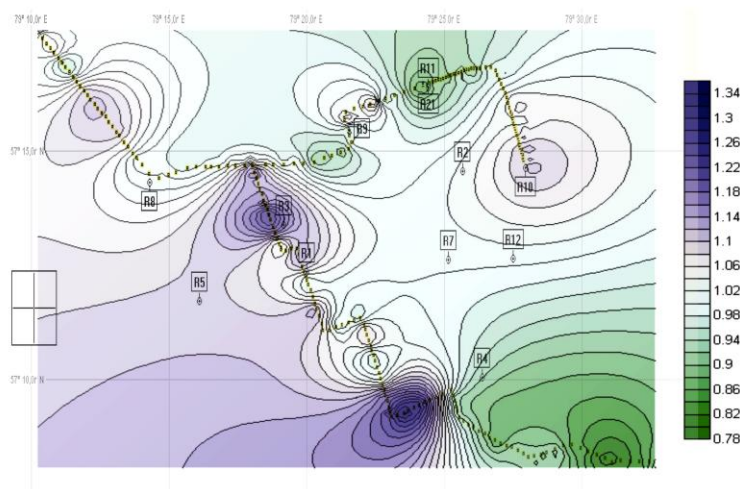 79° 10,0' E 79° 15,0' E 79° 20,0' E 79° 25,0' E 79° 30,0' E
R11
R21
R9
57° 15,0' N
R2
R10
R8
R3
R7
R12
R1
R5
R4
57° 10,0' N
1.34
1.3
1.26
1.22
1.18
1.14
1.1
1.06
1.02
0.98
0.94
0.9
0.86
0.82
0.78